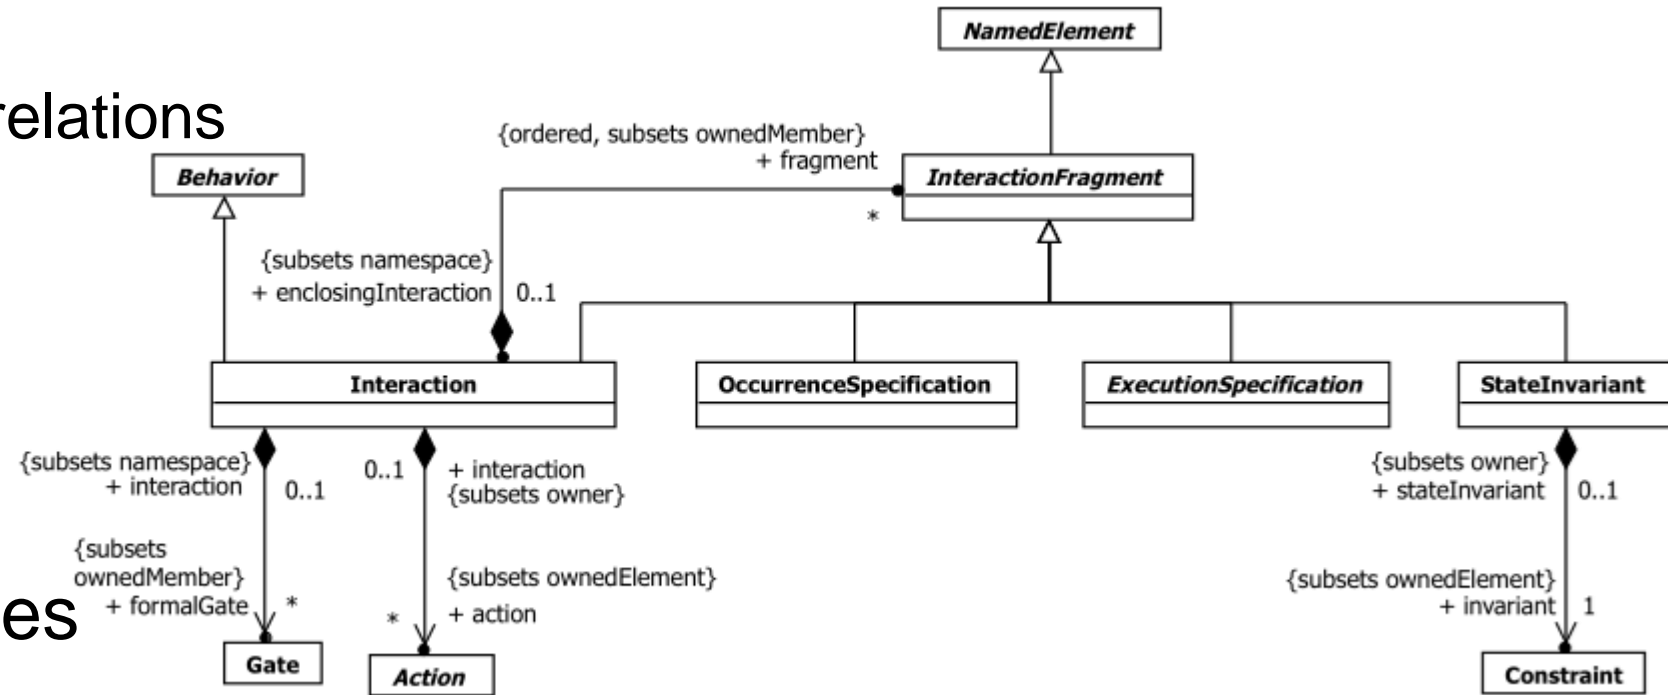 NamedElement
relations
{ordered, subsets ownedMember}
+ fragment
Behavior
InteractionFragment
*
{subsets namespace}
+ enclosingInteraction 0..1
Interaction
OccurrenceSpecification
ExecutionSpecification
StateInvariant
{subsets namespace}
+ interaction 0..1
0..1 + interaction
{subsets owner}
{subsets owner}
+ stateInvariant 0..1
{subsets
ownedMember}
+ formalGate *
{subsets ownedElement}
* + action
{subsets ownedElement}
+ invariant 1
es
Gate
Action
Constraint